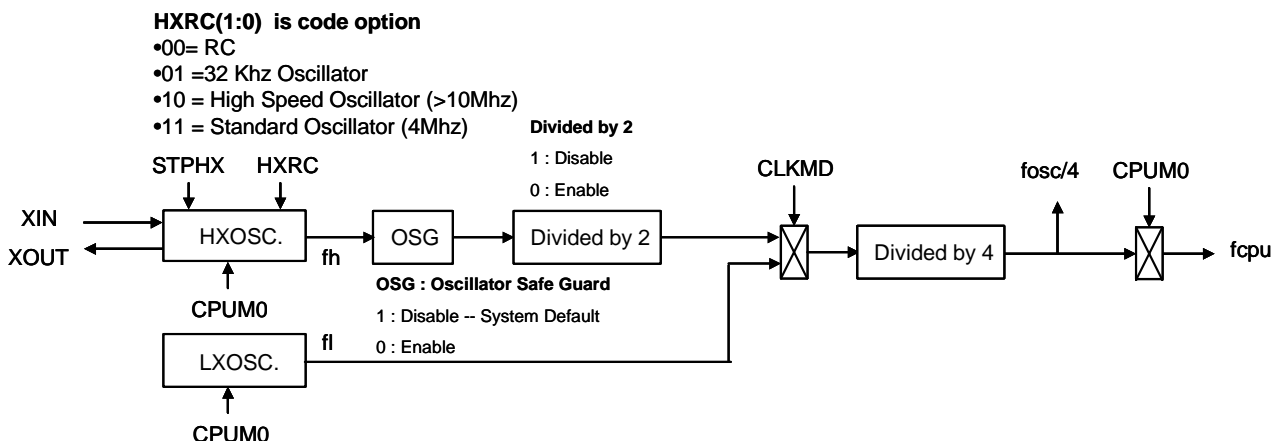 HXRC(1:0) is code option
•00= RC
•01 =32 Khz Oscillator
•10 = High Speed Oscillator (>10Mhz)
•11 = Standard Oscillator (4Mhz)
Divided by 2
1 : Disable
0 : Enable
STPHX
HXRC
CLKMD
fosc/4
CPUM0
XIN
XOUT
HXOSC.
fh
OSG
Divided by 2
Divided by 4
fcpu
CPUM0
OSG : Oscillator Safe Guard
1 : Disable -- System Default
0 : Enable
fl
LXOSC.
CPUM0